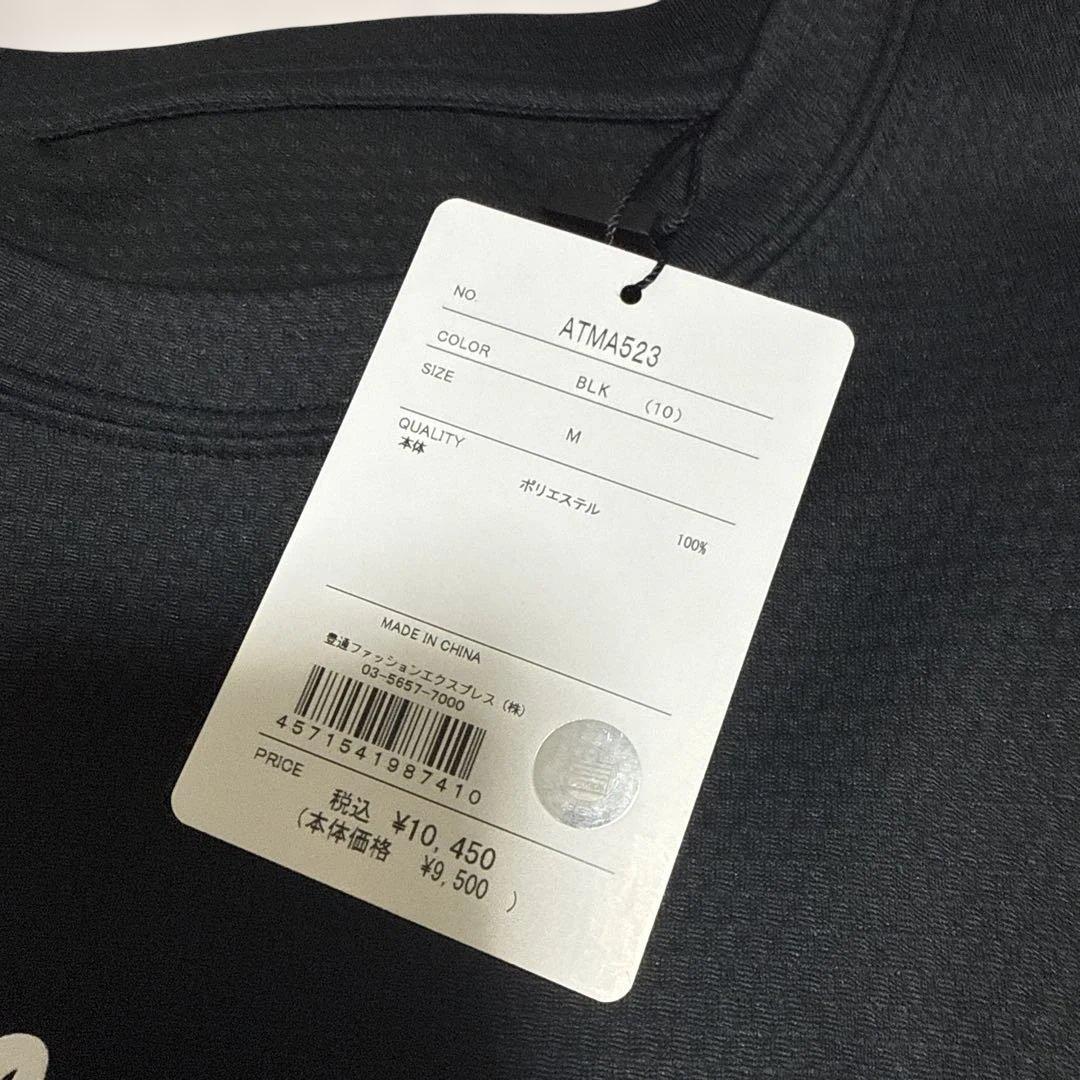 NO. ATMA523
COLOR BLK (10)
SIZE M
QUALITY
本体
ポリエステル 100%
MADE IN CHINA
豊通ファッションエクスプレス(株)
03-5657-7000
4571541987410
PRICE
税込 ¥10,450
(本体価格 ¥9,500 )